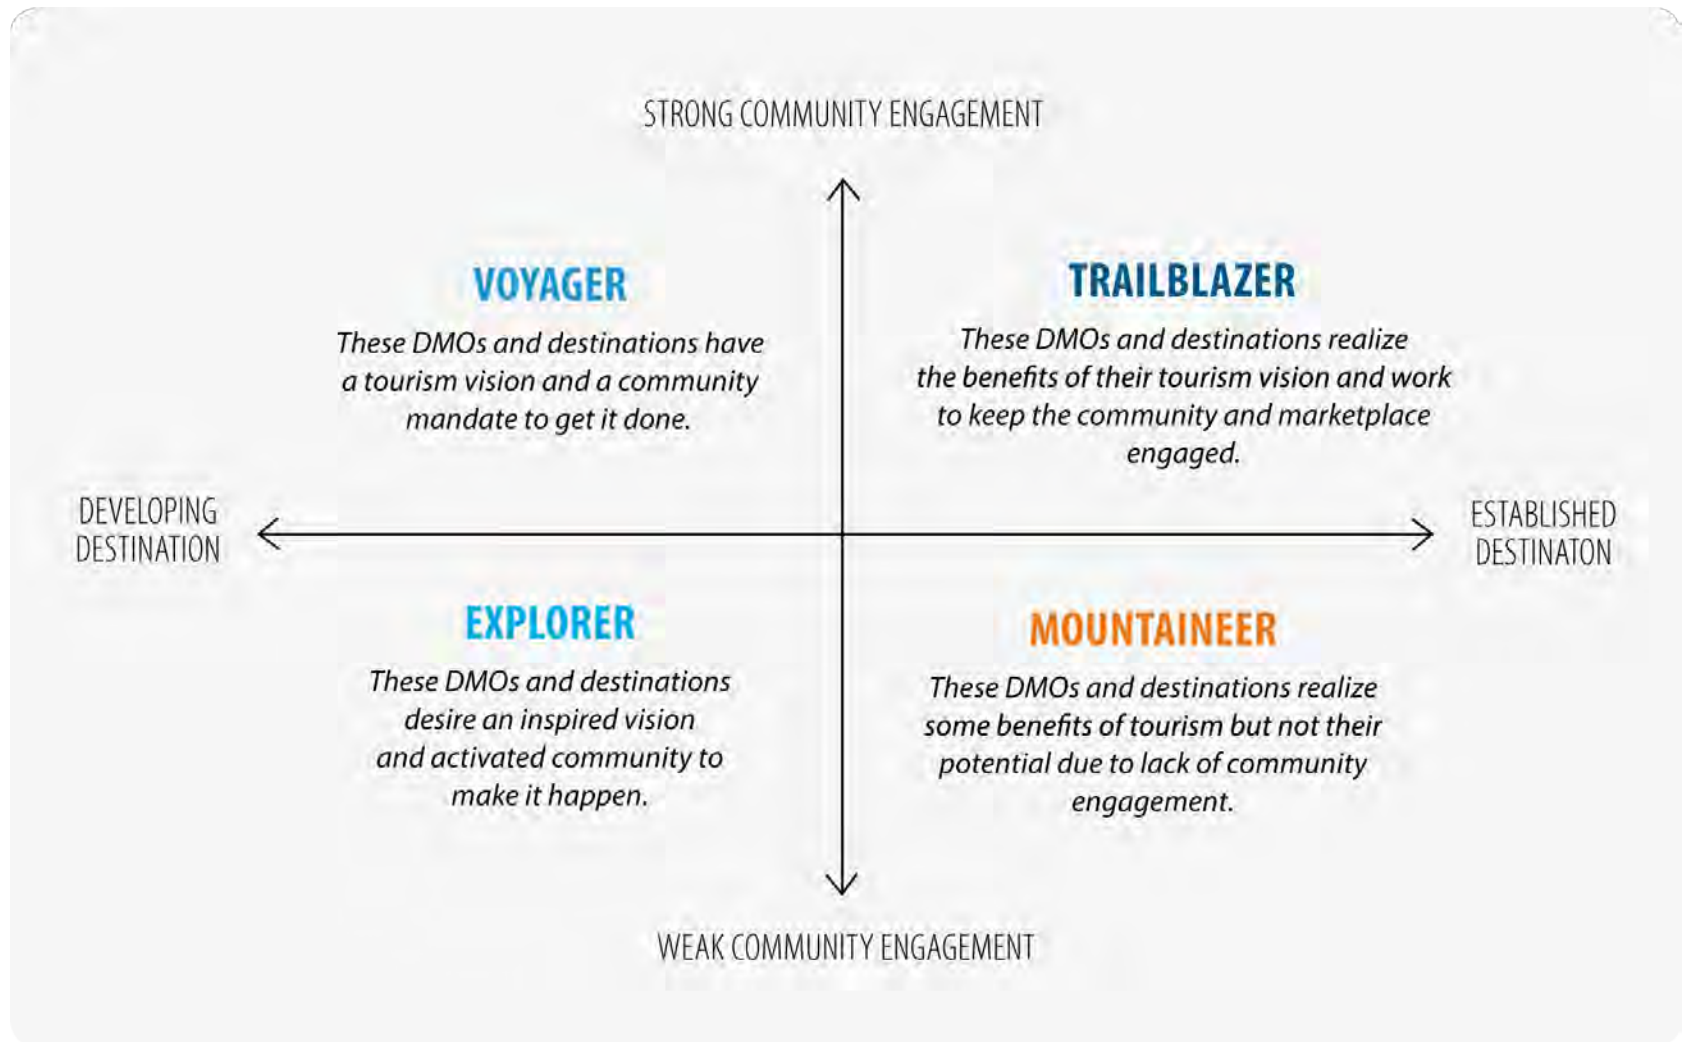 STRONG COMMUNITY ENGAGEMENT
VOYAGER
These DMOs and destinations have
a tourism vision and a community
mandate to get it done.
TRAILBLAZER
These DMOs and destinations realize
the benefits of their tourism vision and work
to keep the community and marketplace
engaged.
DEVELOPING
DESTINATION
ESTABLISHED
DESTINATON
EXPLORER
These DMOs and destinations
desire an inspired vision
and activated community to
make it happen.
MOUNTAINEER
These DMOs and destinations realize
some benefits of tourism but not their
potential due to lack of community
engagement.
WEAK COMMUNITY ENGAGEMENT